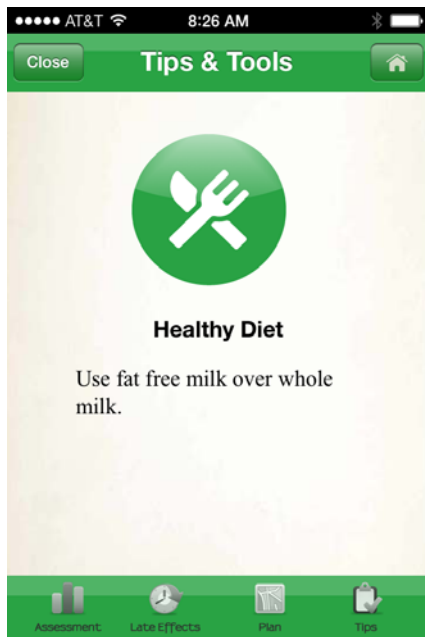 AT&T 8:26 AM
Close Tips & Tools
Healthy Diet
Use fat free milk over whole
milk.
Assessment Late Effects Plan Tips